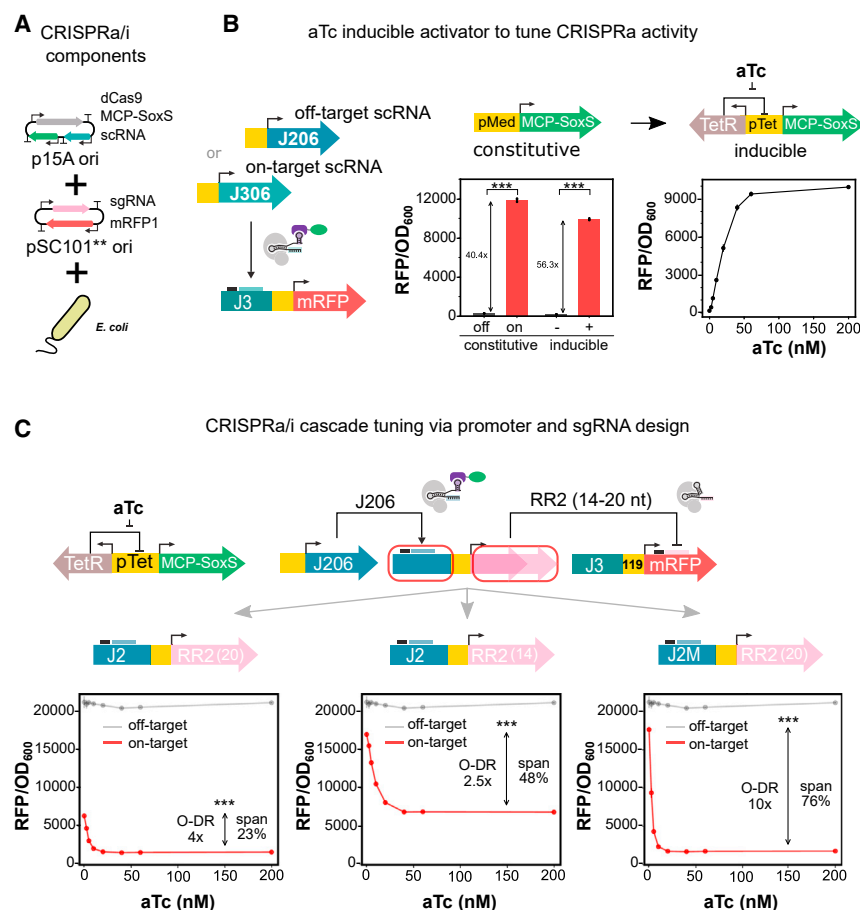 A
CRISPRa/i
components
dCas9
MCP-SoxS
scRNA
p15A ori
+
sgRNA
mRFP1
pSC101** ori
+
E. coli
B
aTc inducible activator to tune CRISPRa activity
off-target scRNA
J206
or
on-target scRNA
J306
J3
mRFP
pMed
MCP-SoxS
constitutive
aTc
TetR
pTet
MCP-SoxS
inducible
RFP/OD600
12000
9000
6000
3000
0
***
***
40.4x
56.3x
off
on
-
+
constitutive
inducible
RFP/OD600
9000
6000
3000
0
0
50
100
150
200
aTc (nM)
C
CRISPRa/i cascade tuning via promoter and sgRNA design
aTc
TetR
pTet
MCP-SoxS
J206
J206
RR2 (14-20 nt)
J3
119
mRFP
J2
RR2 (20)
J2
RR2 (14)
J2M
RR2 (20)
RFP/OD600
20000
15000
10000
5000
0
off-target
on-target
***
O-DR
4x
span
23%
0
50
100
150
200
aTc (nM)
20000
15000
10000
5000
0
off-target
on-target
***
O-DR
2.5x
span
48%
0
50
100
150
200
aTc (nM)
20000
15000
10000
5000
0
off-target
on-target
***
O-DR
10x
span
76%
0
50
100
150
200
aTc (nM)